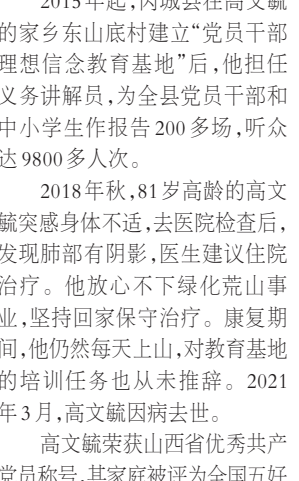 2015年起，芮城县在高文毓
的家乡东山底村建立“党员干部
理想信念教育基地”后，他担任
义务讲解员，为全县党员干部和
中小学生作报告200多场，听众
达9800多人次。
2018年秋，81岁高龄的高文
毓突感身体不适，去医院检查后，
发现肺部有阴影，医生建议住院
治疗。他放心不下绿化荒山事
业，坚持回家保守治疗。康复期
间，他仍然每天上山，对教育基地
的培训任务也从未推辞。2021
年3月，高文毓因病去世。
高文毓荣获山西省优秀共产
党员称号，其家庭被评为全国五好